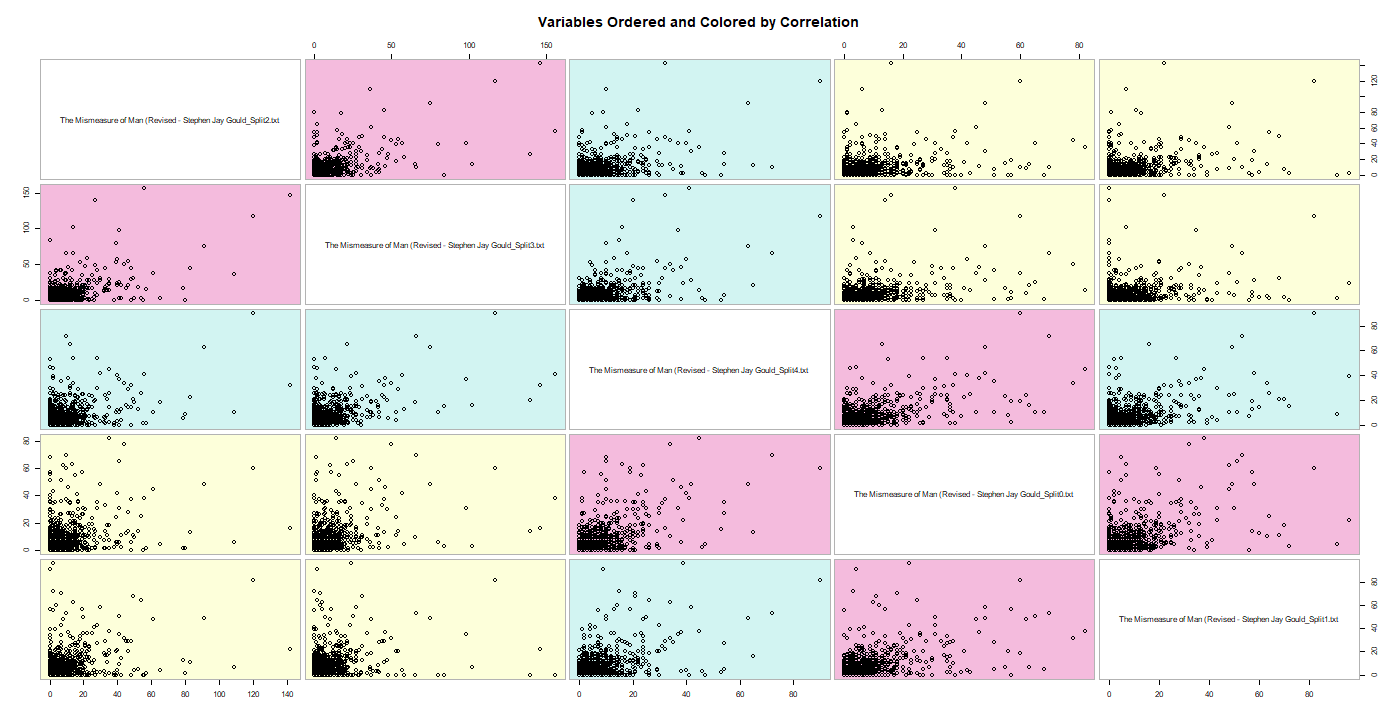 Variables Ordered and Colored by Correlation
0 50 100 150 0 20 40 60 80
The Mismeasure of Man (Revised - Stephen Jay Gould_Split2.txt
0 20 40 60 80 120
0 50 100 150
The Mismeasure of Man (Revised - Stephen Jay Gould_Split3.txt
The Mismeasure of Man (Revised - Stephen Jay Gould_Split4.txt
0 20 40 60 80
0 20 40 60 80
The Mismeasure of Man (Revised - Stephen Jay Gould_Split0.txt
The Mismeasure of Man (Revised - Stephen Jay Gould_Split1.txt
0 20 40 60 80
0 20 40 60 80 100 120 140 0 20 40 60 80 0 20 40 60 80